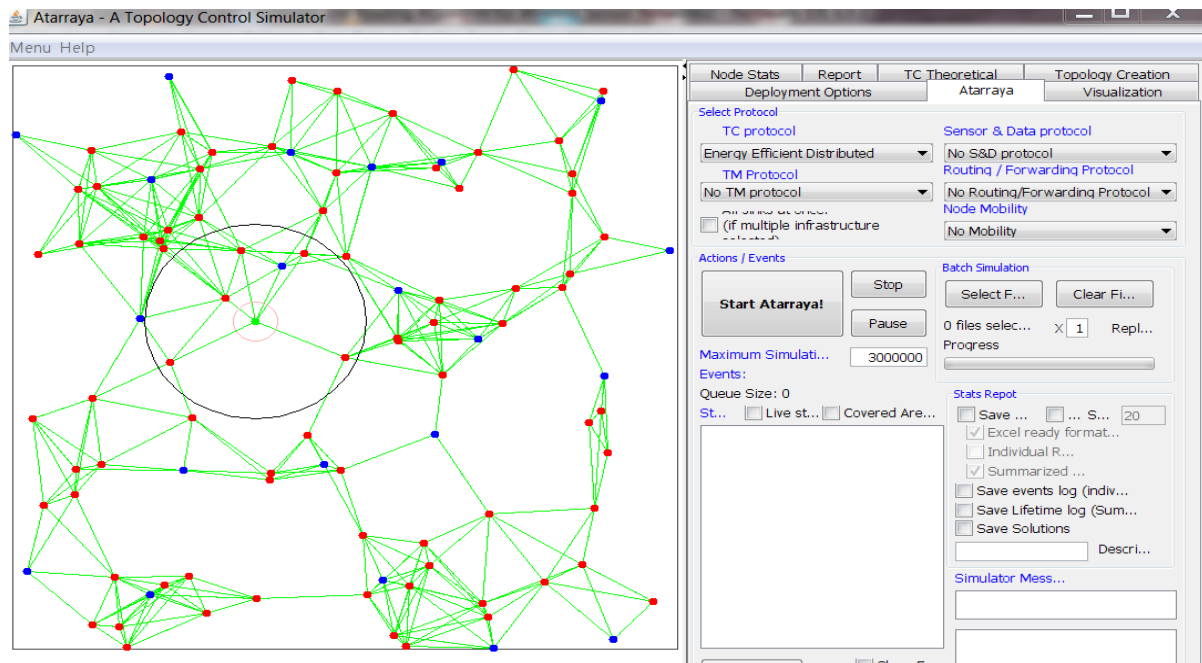 Atarraya - A Topology Control Simulator
Menu Help
Node Stats
Report
TC Theoretical
Topology Creation
Deployment Options
Atarraya
Visualization
Select Protocol
TC protocol
Sensor & Data protocol
Energy Efficient Distributed
No S&D protocol
TM Protocol
Routing / Forwarding Protocol
No TM protocol
No Routing/Forwarding Protocol
Node Mobility
(if multiple infrastructure
No Mobility
Actions / Events
Batch Simulation
Start Atarraya!
Stop
Select F...
Clear Fi...
Pause
0 files selec...
X 1 Repl...
Progress
Maximum Simulati...
3000000
Events:
Queue Size: 0
Stats Repot
St...
Live st...
Covered Are...
Save ...
... S...
20
Excel ready format...
Individual R...
Summarized ...
Save events log (indiv...
Save Lifetime log (Sum...
Save Solutions
Descri...
Simulator Mess...